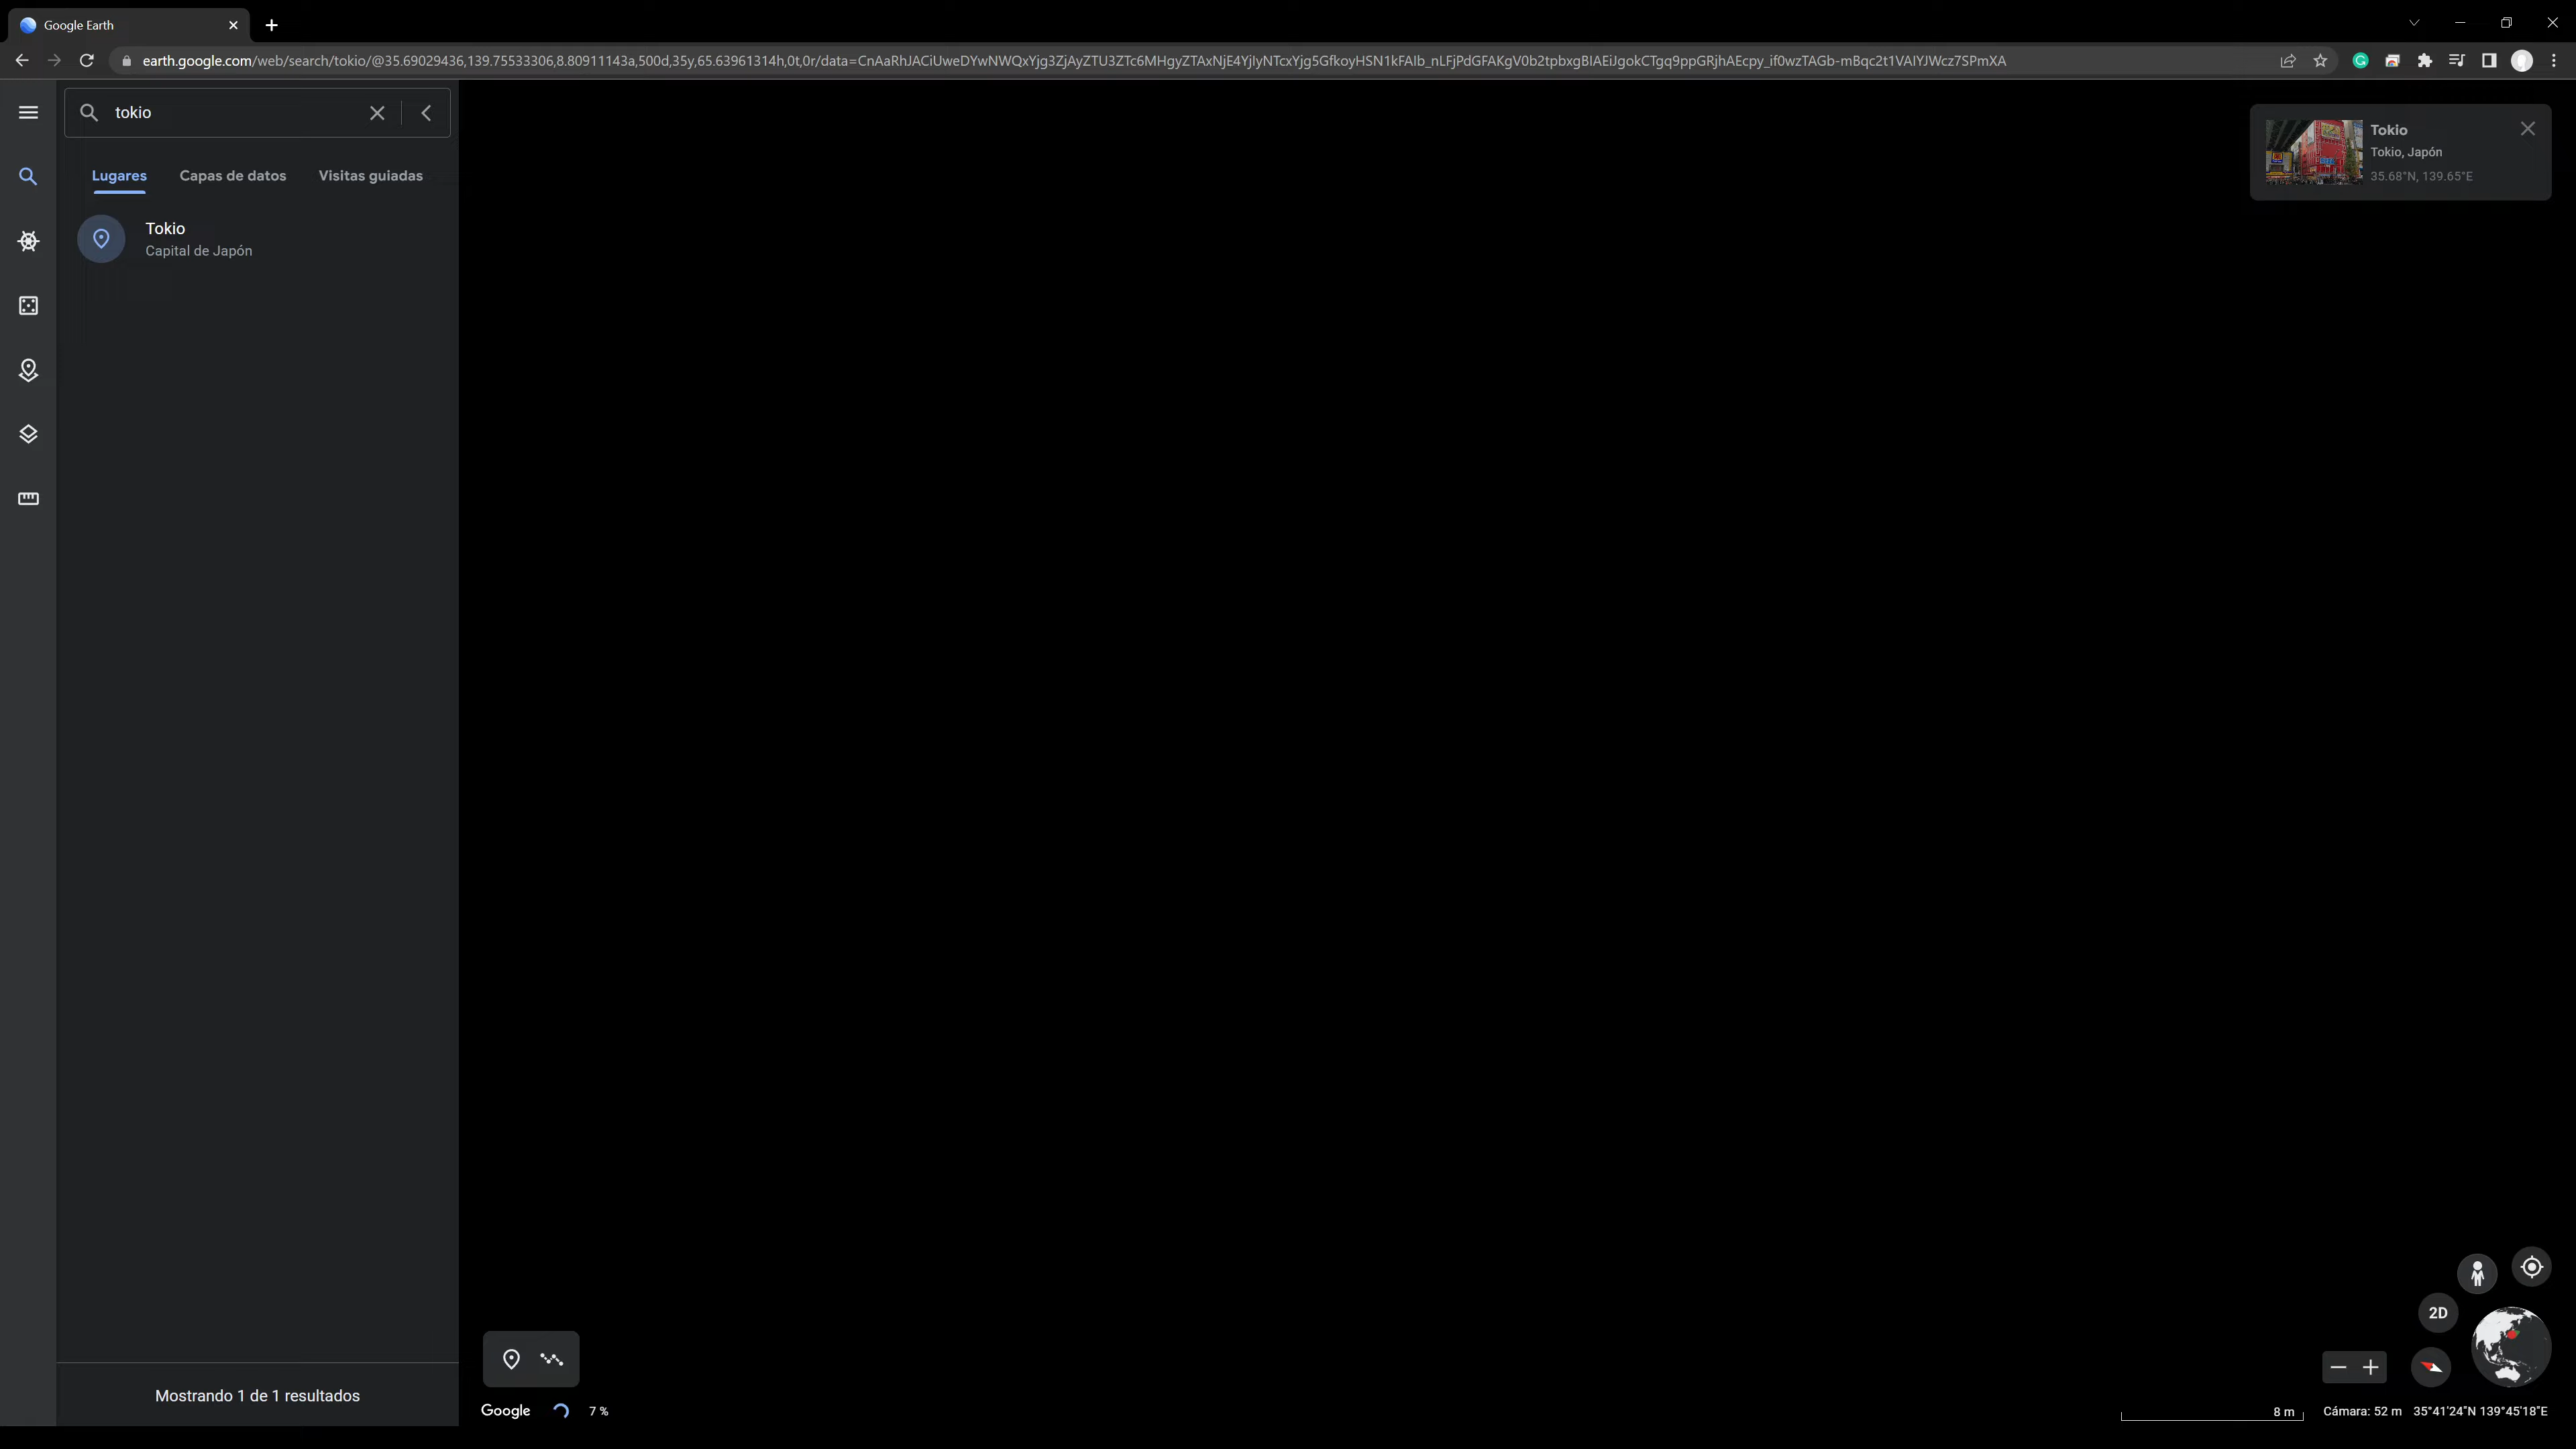 Google Earth
earth.google.com/web/search/tokio/@35.69029436,139.75533306,8.80911143a,500d,35y,65.63961314h,0t,0r/data=CnAaRhJACiUweDYwNWQxYjg3ZjAyZTU3ZTc6MHgyZTAxNjE4YjIyNTcxYjg5GfkoyHSN1kFAIb_nLFjPdGFAKgV0b2tpbxgBIAEiJgokCTgq9ppGRjhAEcpy_if0wzTAGb-mBqc2t1VAIYJWcz7SPmXA
tokio
Lugares Capas de datos Visitas guiadas
Tokio
Capital de Japón
Mostrando 1 de 1 resultados
Tokio
Tokio, Japón
35.68°N, 139.65°E
2D
Google 7 %
8 m Cámara: 52 m 35°41'24"N 139°45'18"E